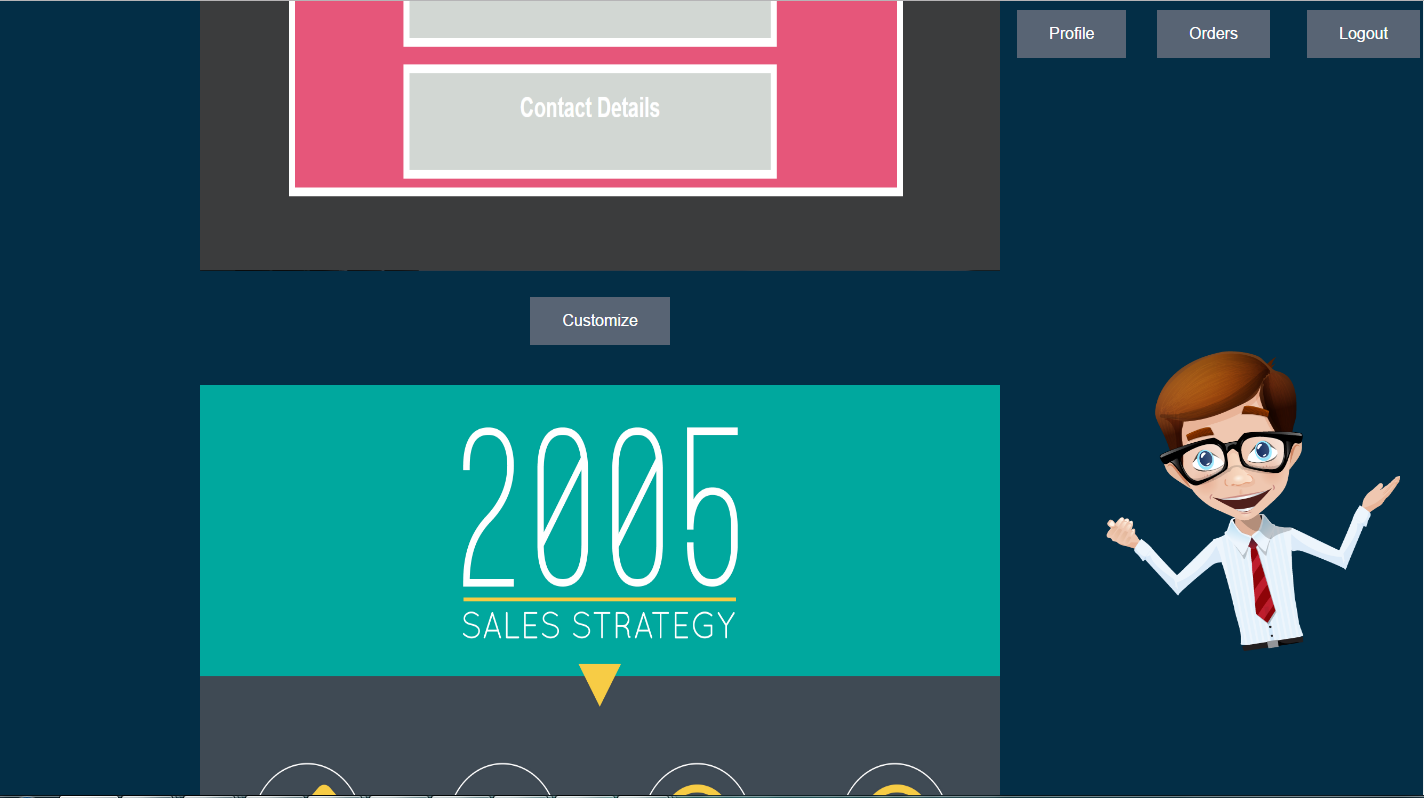 Profile
Orders
Logout
Contact Details
Customize
2005
SALES STRATEGY